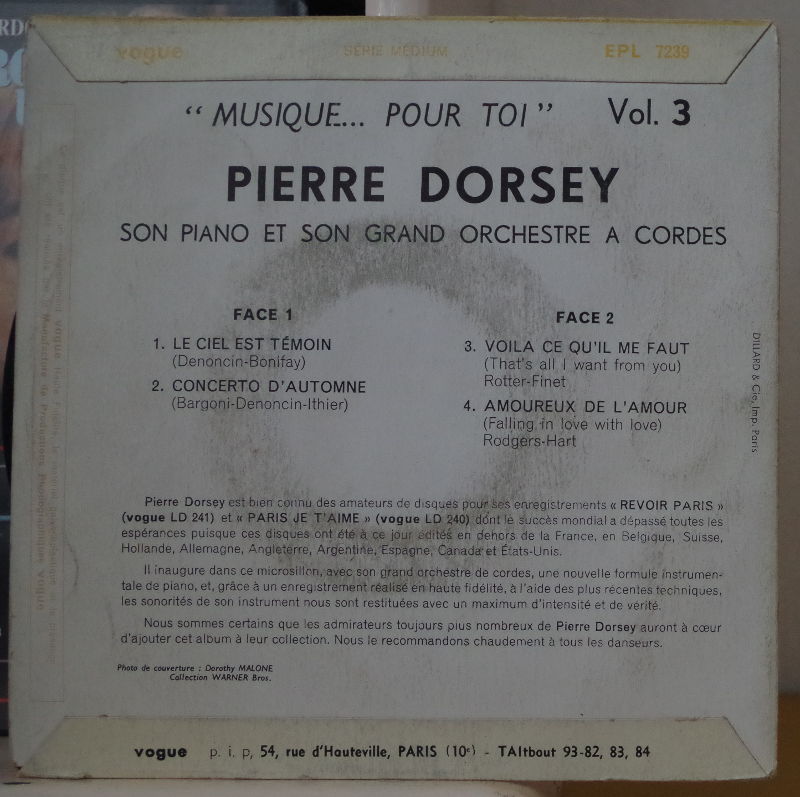 vogue SÉRIE MÉDIUM EPL 7239
“ MUSIQUE... POUR TOI ” Vol. 3
PIERRE DORSEY
SON PIANO ET SON GRAND ORCHESTRE A CORDES
FACE 1
1. LE CIEL EST TÉMOIN
(Denoncin-Bonifay)
2. CONCERTO D'AUTOMNE
(Bargoni-Denoncin-Ithier)
FACE 2
3. VOILA CE QU'IL ME FAUT
(That's all I want from you)
Rotter-Finet
4. AMOUREUX DE L'AMOUR
(Falling in love with love)
Rodgers-Hart
DILLARD & Cie, Imp. Paris
Pierre Dorsey est bien connu des amateurs de disques pour ses enregistrements « REVOIR PARIS »
(vogue LD 241) et « PARIS JE T'AIME » (vogue LD 240) dont le succès mondial a dépassé toutes les
espérances puisque ces disques ont été à ce jour édités en dehors de la France, en Belgique, Suisse,
Hollande, Allemagne, Angleterre, Argentine, Espagne, Canada et États-Unis.
Il inaugure dans ce microsillon, avec son grand orchestre de cordes, une nouvelle formule instrumen-
tale de piano, et, grâce à un enregistrement réalisé en haute fidélité, à l'aide des plus récentes techniques,
les sonorités de son instrument nous sont restituées avec un maximum d'intensité et de vérité.
Nous sommes certains que les admirateurs toujours plus nombreux de Pierre Dorsey auront à cœur
d'ajouter cet album à leur collection. Nous le recommandons chaudement à tous les danseurs.
Photo de couverture : Dorothy MALONE
Collection WARNER Bros.
vogue p. i. p, 54, rue d'Hauteville, PARIS (10e) - TAItbout 93-82, 83, 84